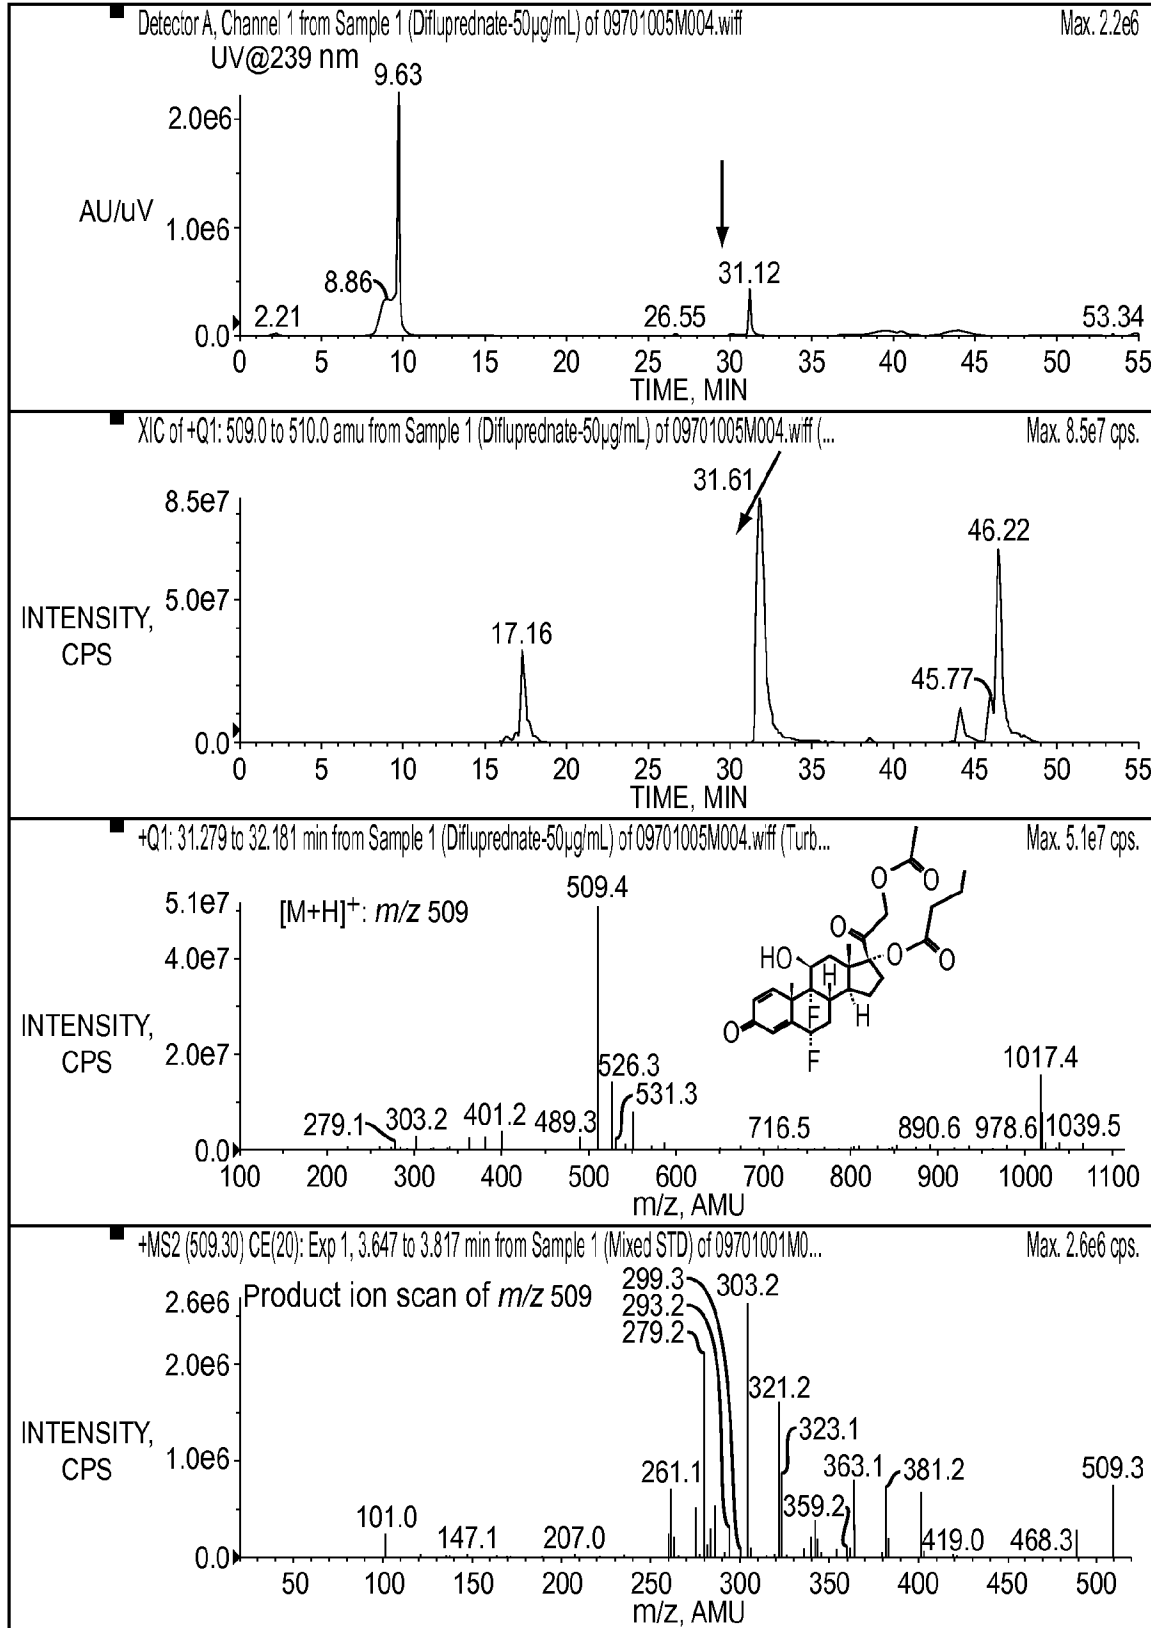 Detector A, Channel 1 from Sample 1 (Difluprednate-50µg/mL) of 09701005M004.wiff Max. 2.2e6
UV@239 nm
9.63
2.0e6
AU/uV
1.0e6
8.86
31.12
2.21
26.55
53.34
0.0
0 5 10 15 20 25 30 35 40 45 50 55
TIME, MIN
XIC of +Q1: 509.0 to 510.0 amu from Sample 1 (Difluprednate-50µg/mL) of 09701005M004.wiff (... Max. 8.5e7 cps.
31.61
8.5e7
46.22
5.0e7
INTENSITY,
CPS
17.16
45.77
0.0
0 5 10 15 20 25 30 35 40 45 50 55
TIME, MIN
+Q1: 31.279 to 32.181 min from Sample 1 (Difluprednate-50µg/mL) of 09701005M004.wiff (Turb... Max. 5.1e7 cps.
509.4
5.1e7
[M+H]+: m/z 509
O
O
O
O
O
HO
H
F
H
O
F
4.0e7
INTENSITY,
CPS
2.0e7
526.3
531.3
1017.4
279.1
303.2
401.2
489.3
716.5
890.6
978.6
1039.5
0.0
100 200 300 400 500 600 700 800 900 1000 1100
m/z, AMU
+MS2 (509.30) CE(20): Exp 1, 3.647 to 3.817 min from Sample 1 (Mixed STD) of 09701001M0... Max. 2.6e6 cps.
Product ion scan of m/z 509
299.3
293.2
279.2
303.2
2.6e6
2.0e6
321.2
323.1
INTENSITY,
CPS
1.0e6
261.1
363.1
381.2
509.3
359.2
101.0
147.1
207.0
419.0
468.3
0.0
50 100 150 200 250 300 350 400 450 500
m/z, AMU